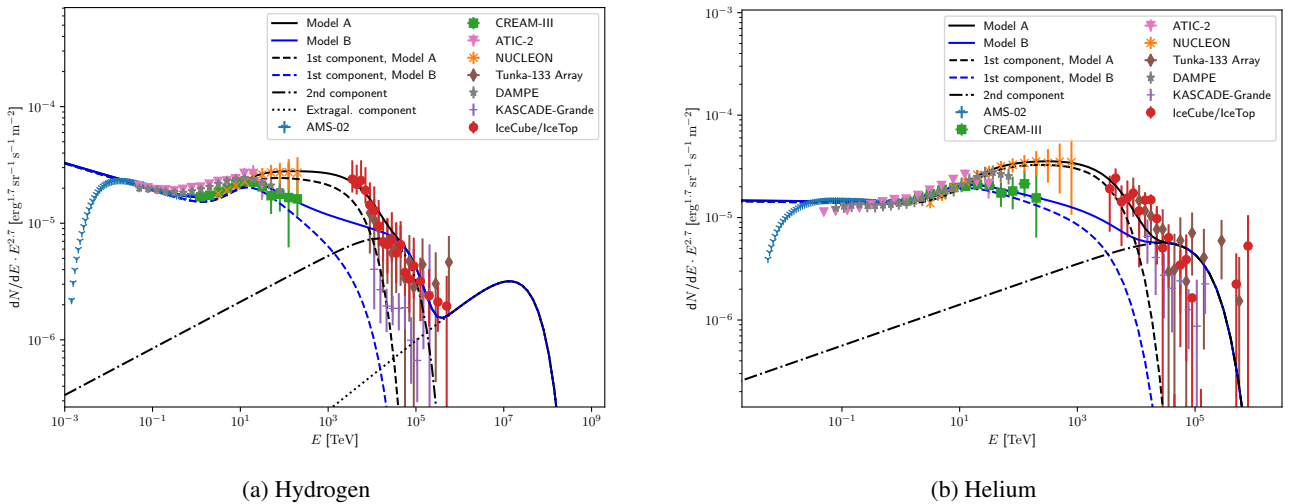 10^{-4}
10^{-5}
10^{-6}
dN/dE · E^{2.7} [erg^{1.7} sr^{-1} s^{-1} m^{-2}]
Model A
Model B
1st component, Model A
1st component, Model B
2nd component
Extragal. component
AMS-02
CREAM-III
ATIC-2
NUCLEON
Tunka-133 Array
DAMPE
KASCADE-Grande
IceCube/IceTop
10^{-3} 10^{-1} 10^{1} 10^{3} 10^{5} 10^{7} 10^{9}
E [TeV]
(a) Hydrogen
10^{-3}
10^{-4}
10^{-5}
10^{-6}
dN/dE · E^{2.7} [erg^{1.7} sr^{-1} s^{-1} m^{-2}]
Model A
Model B
1st component, Model A
1st component, Model B
2nd component
AMS-02
CREAM-III
ATIC-2
NUCLEON
Tunka-133 Array
DAMPE
KASCADE-Grande
IceCube/IceTop
10^{-1} 10^{1} 10^{3} 10^{5}
E [TeV]
(b) Helium